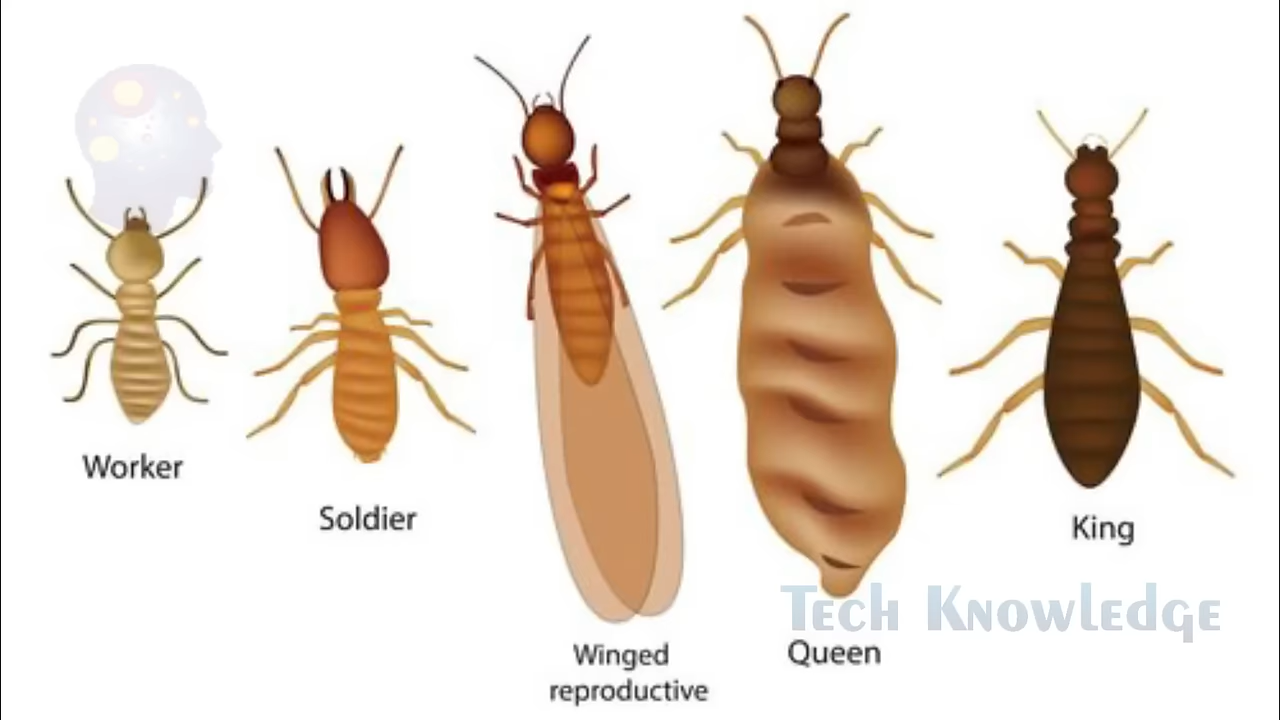 Worker
Soldier
Winged
reproductive
Queen
King
Tech Knowledge